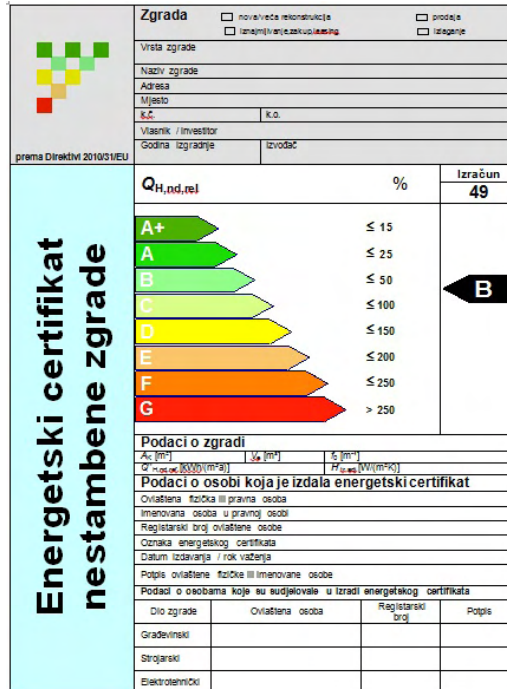 Zgrada
nova/veća rekonstrukcija
prodaja
iznajmljivanje,zakup,leasing
izlaganje
Vrsta zgrade
Naziv zgrade
Adresa
Mjesto
k.č.
k.o.
Vlasnik / Investitor
Godina izgradnje
Izvođač
prema Direktivi 2010/31/EU
Energetski certifikat
nestambene zgrade
QH,nd,rel
%
Izračun
49
A+ ≤ 15
A ≤ 25
B ≤ 50
B
C ≤ 100
D ≤ 150
E ≤ 200
F ≤ 250
G > 250
Podaci o zgradi
[m²]
[m³]
f₀ [m⁻¹]
[kWh/(m²a)]
[W/(m²K)]
Podaci o osobi koja je izdala energetski certifikat
Ovlaštena fizička ili pravna osoba
Imenovana osoba u pravnoj osobi
Registarski broj ovlaštene osobe
Oznaka energetskog certifikata
Datum izdavanja / rok važenja
Potpis ovlaštene fizičke ili imenovane osobe
Podaci o osobama koje su sudjelovale u izradi energetskog certifikata
Dio zgrade
Ovlaštena osoba
Registarski
broj
Potpis
Građevinski
Strojarski
Elektrotehnički